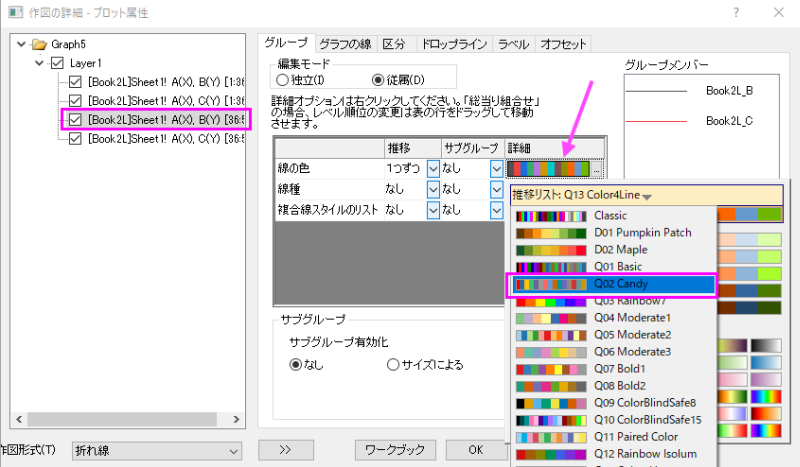 作図の詳細 - プロット属性
?
Graph5
Layer1
[Book2L]Sheet1! A(X), B(Y) [1:36
[Book2L]Sheet1! A(X), C(Y) [1:36
[Book2L]Sheet1! A(X), B(Y) [36:5
[Book2L]Sheet1! A(X), C(Y) [36:5
グループ グラフの線 区分 ドロップライン ラベル オフセット
編集モード
独立(I) 従属(D)
詳細オプションは右クリックしてください。「総当り組合せ」
の場合、レベル順位の変更は表の行をドラッグして移動
させます。
推移 サブグループ 詳細
線の色 1つずつ なし ...
線種 なし なし
複合線スタイルのリスト なし なし
グループメンバー
Book2L_B
Book2L_C
推移リスト: Q13 Color4Line
Classic
D01 Pumpkin Patch
D02 Maple
Q01 Basic
Q02 Candy
Q03 Rainbow7
Q04 Moderate1
Q05 Moderate2
Q06 Moderate3
Q07 Bold1
Q08 Bold2
Q09 ColorBlindSafe8
Q10 ColorBlindSafe15
Q11 Paired Color
Q12 Rainbow Isolum
サブグループ
サブグループ有効化
なし サイズによる
作図形式(T) 折れ線 >> ワークブック OK